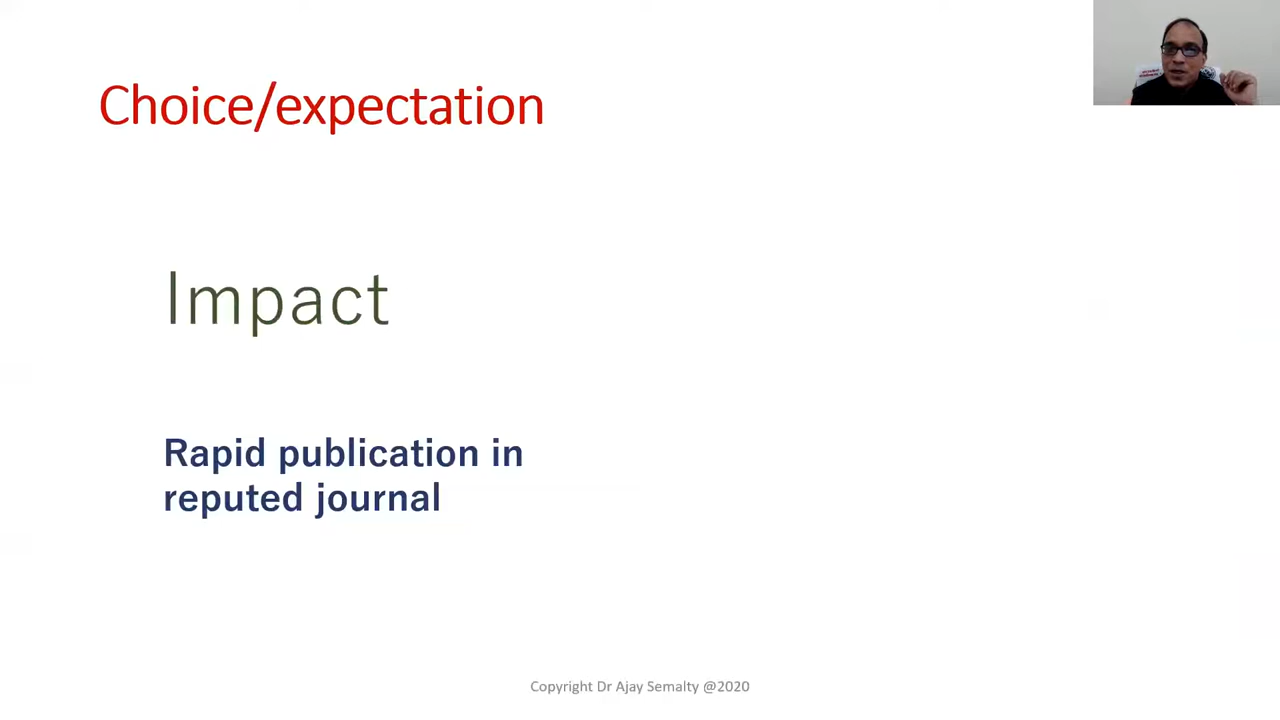 Choice/expectation
Impact
Rapid publication in
reputed journal
Copyright Dr Ajay Semalty @2020